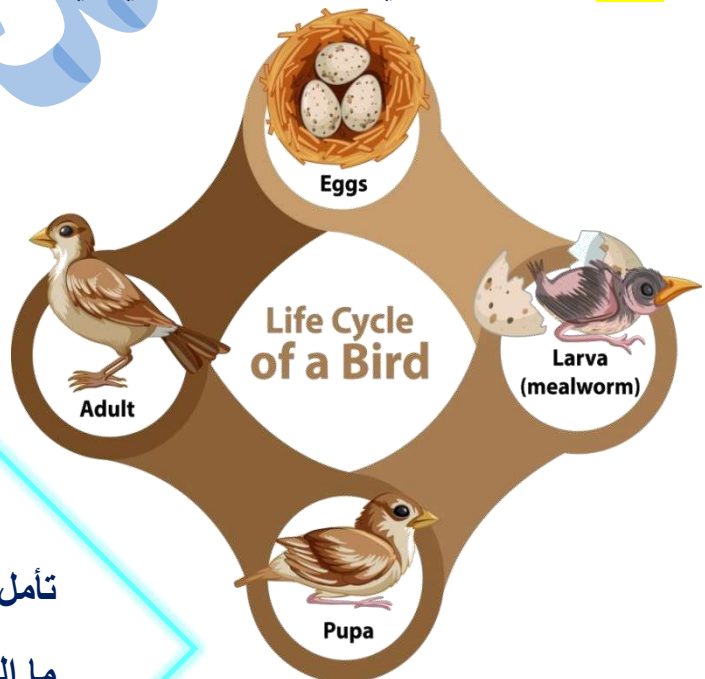 Eggs
Life Cycle
of a Bird
Larva
(mealworm)
Adult
Pupa
تأمل